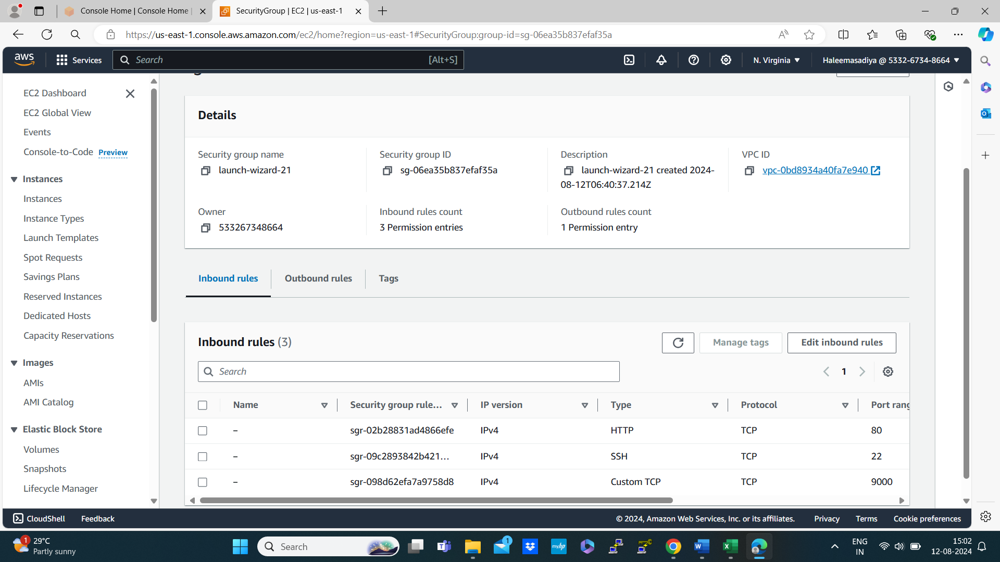 Console Home | Console Home |
SecurityGroup | EC2 | us-east-1
https://us-east-1.console.aws.amazon.com/ec2/home?region=us-east-1#SecurityGroup:group-id=sg-06ea35b837efaf35a
aws
Services
Search
[Alt+S]
N. Virginia
Haleemasadiya @ 5332-6734-8664
EC2 Dashboard
EC2 Global View
Events
Console-to-Code Preview
Instances
Instances
Instance Types
Launch Templates
Spot Requests
Savings Plans
Reserved Instances
Dedicated Hosts
Capacity Reservations
Images
AMIs
AMI Catalog
Elastic Block Store
Volumes
Snapshots
Lifecycle Manager
Details
Security group name
launch-wizard-21
Security group ID
sg-06ea35b837efaf35a
Description
launch-wizard-21 created 2024-
08-12T06:40:37.214Z
VPC ID
vpc-0bd8934a40fa7e940
Owner
533267348664
Inbound rules count
3 Permission entries
Outbound rules count
1 Permission entry
Inbound rules
Outbound rules
Tags
Inbound rules (3)
Manage tags
Edit inbound rules
Search
1
Name Security group rule... IP version Type Protocol Port rang
– sgr-02b28831ad4866efe IPv4 HTTP TCP 80
– sgr-09c2893842b421... IPv4 SSH TCP 22
– sgr-098d62efa7a9758d8 IPv4 Custom TCP TCP 9000
CloudShell
Feedback
© 2024, Amazon Web Services, Inc. or its affiliates.
Privacy
Terms
Cookie preferences
1
29°C
Partly sunny
Search
1
myhp
ENG
IN
15:02
12-08-2024